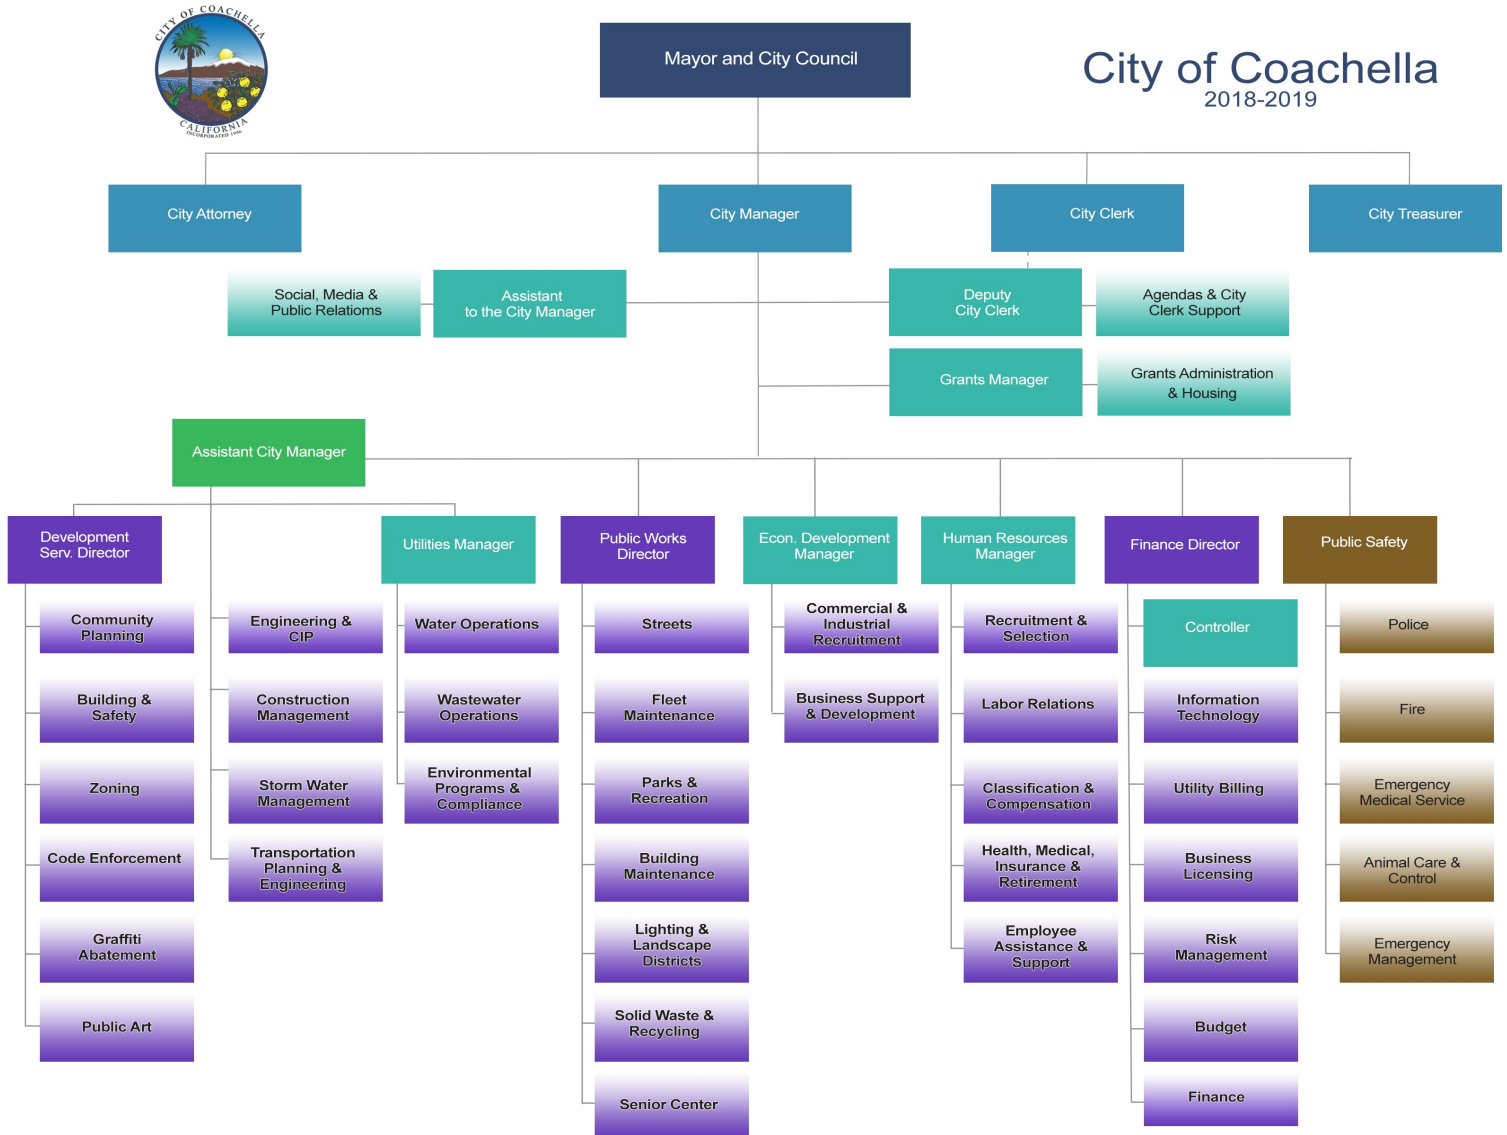 CITY OF COACHELLA
CALIFORNIA
INCORPORATED 1946
Mayor and City Council
City of Coachella
2018-2019
City Attorney
City Manager
City Clerk
City Treasurer
Social, Media &
Public Relatioms
Assistant
to the City Manager
Deputy
City Clerk
Agendas & City
Clerk Support
Grants Manager
Grants Administration
& Housing
Assistant City Manager
Development
Serv. Director
Utilities Manager
Public Works
Director
Econ. Development
Manager
Human Resources
Manager
Finance Director
Public Safety
Community
Planning
Building &
Safety
Zoning
Code Enforcement
Graffiti
Abatement
Public Art
Engineering &
CIP
Construction
Management
Storm Water
Management
Transportation
Planning &
Engineering
Water Operations
Wastewater
Operations
Environmental
Programs &
Compliance
Streets
Fleet
Maintenance
Parks &
Recreation
Building
Maintenance
Lighting &
Landscape
Districts
Solid Waste &
Recycling
Senior Center
Commercial &
Industrial
Recruitment
Business Support
& Development
Recruitment &
Selection
Labor Relations
Classification &
Compensation
Health, Medical,
Insurance &
Retirement
Employee
Assistance &
Support
Controller
Information
Technology
Utility Billing
Business
Licensing
Risk
Management
Budget
Finance
Police
Fire
Emergency
Medical Service
Animal Care &
Control
Emergency
Management